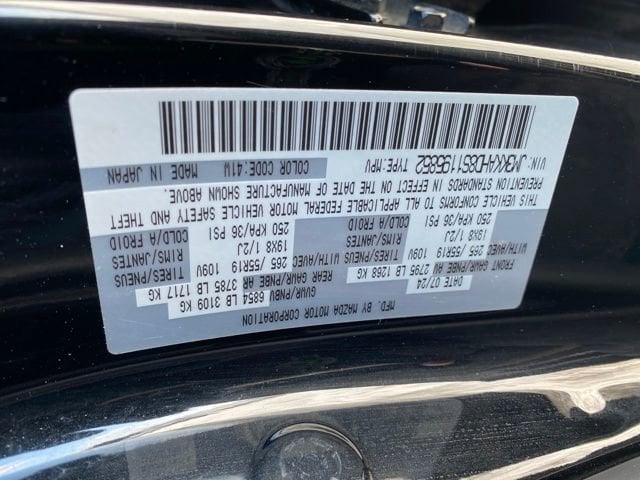 MFD. BY MAZDA MOTOR CORPORATION
DATE 07/24 GVWR/PNBV 6854 LB 3109 KG
FRONT GAWR/PNBE AV 2795 LB 1268 KG REAR GAWR/PNBE AR 3785 LB 1717 KG
WITH/AVEC TIRES/PNEUS 265 /55R19 109V WITH/AVEC TIRES/PNEUS 265 /55R19 109V
RIMS/JANTES 19X8 1/2J RIMS/JANTES 19X8 1/2J
COLD/A FROID 250 KPA/36 PSI COLD/A FROID 250 KPA/36 PSI
THIS VEHICLE CONFORMS TO ALL APPLICABLE FEDERAL MOTOR VEHICLE SAFETY AND THEFT
PREVENTION STANDARDS IN EFFECT ON THE DATE OF MANUFACTURE SHOWN ABOVE.
VIN: JM3KKAHD8S1195852 TYPE:MPV COLOR CODE:41W MADE IN JAPAN